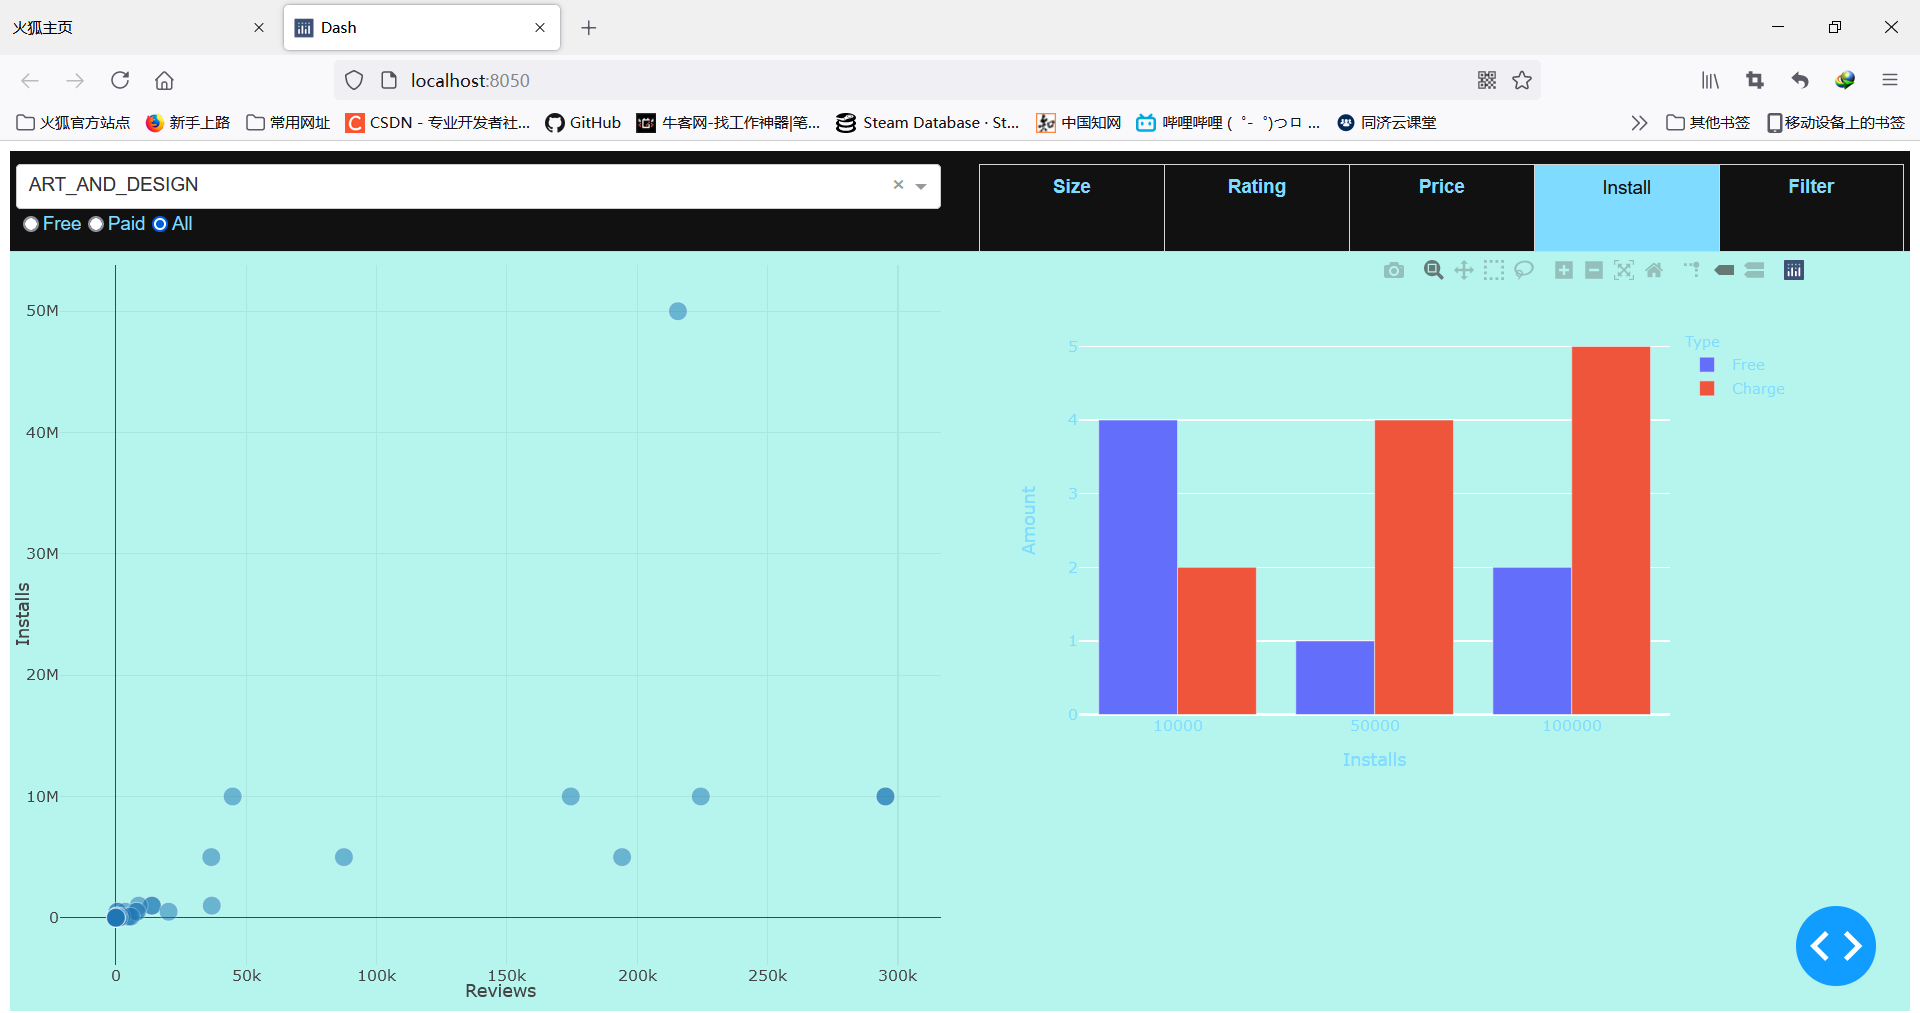 火狐主页
Dash
localhost:8050
火狐官方站点 新手上路 常用网址 CSDN - 专业开发者社... GitHub 牛客网-找工作神器|笔... Steam Database · St... 中国知网 哔哩哔哩 ( ゜- ゜)つロ ... 同济云课堂 其他书签 移动设备上的书签
ART_AND_DESIGN
Free Paid All
Size Rating Price Install Filter
50M
40M
30M
20M
10M
0
Installs
0 50k 100k 150k 200k 250k 300k
Reviews
5
4
3
2
1
0
Amount
10000 50000 100000
Installs
Type
Free
Charge